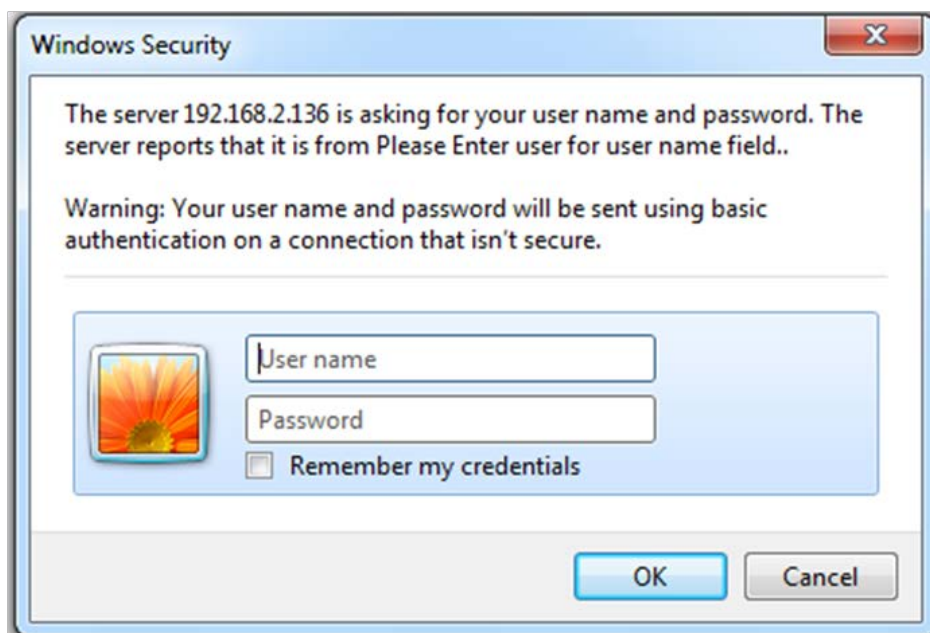 Windows Security
The server 192.168.2.136 is asking for your user name and password. The
server reports that it is from Please Enter user for user name field..
Warning: Your user name and password will be sent using basic
authentication on a connection that isn't secure.
User name
Password
Remember my credentials
OK
Cancel